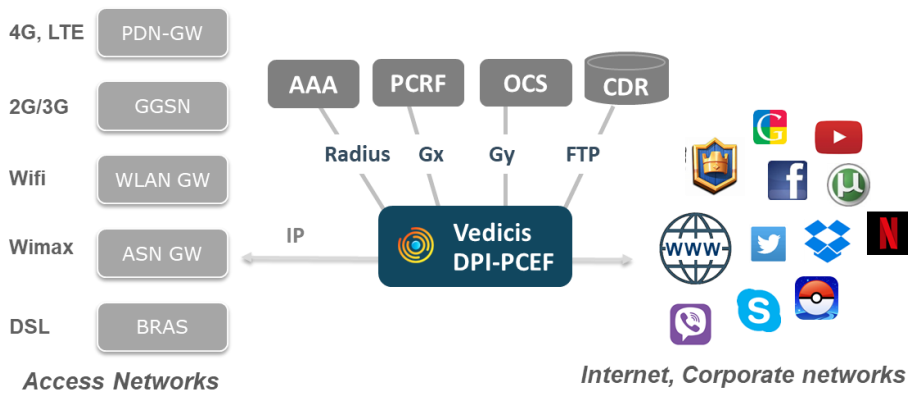 4G, LTE
PDN-GW
2G/3G
GGSN
Wifi
WLAN GW
Wimax
ASN GW
DSL
BRAS
Access Networks
AAA
PCRF
OCS
CDR
Radius
Gx
Gy
FTP
IP
Vedicis
DPI-PCEF
G
f
µ
WWW
N
S
Internet, Corporate networks